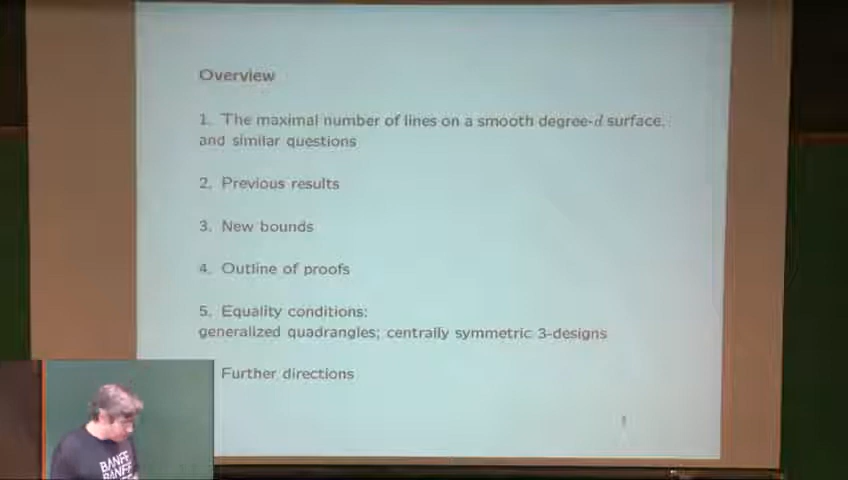 Overview
1. The maximal number of lines on a smooth degree-d surface,
and similar questions
2. Previous results
3. New bounds
4. Outline of proofs
5. Equality conditions:
generalized quadrangles; centrally symmetric 3-designs
Further directions
BANFF
BANFF